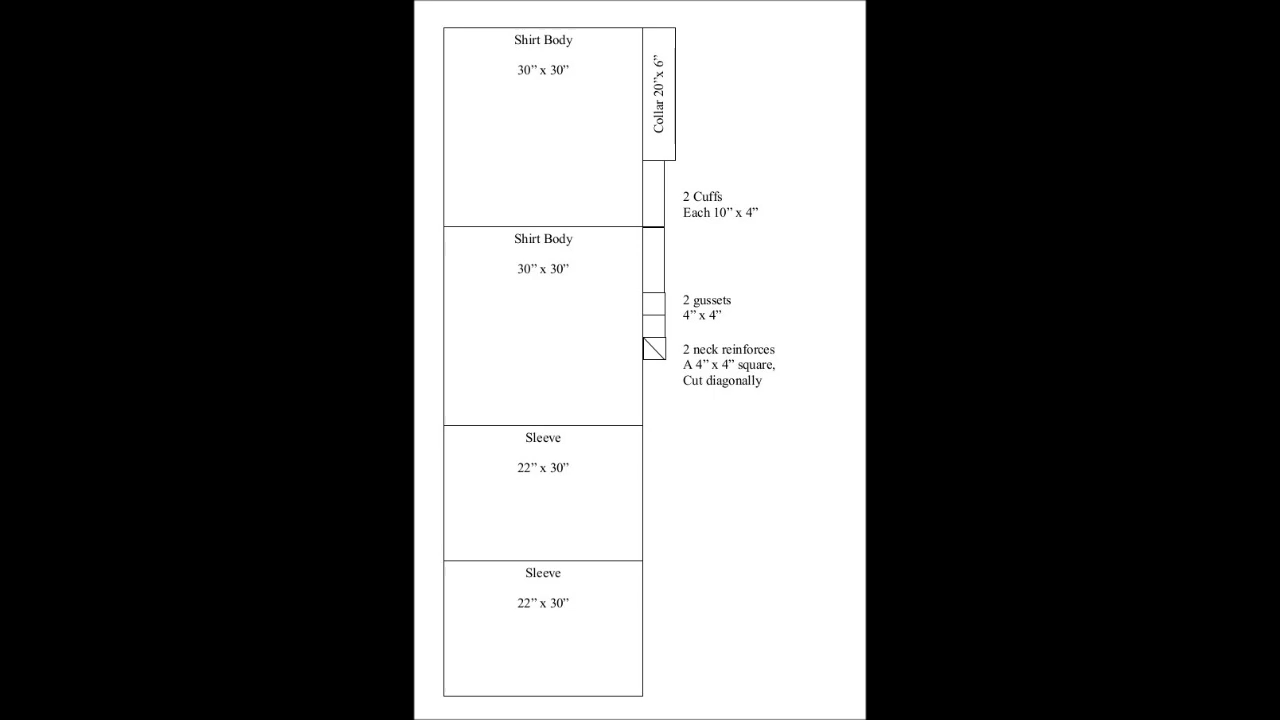 Shirt Body
30” x 30”
Collar 20”x 6”
2 Cuffs
Each 10” x 4”
Shirt Body
30” x 30”
2 gussets
4” x 4”
2 neck reinforces
A 4” x 4” square,
Cut diagonally
Sleeve
22” x 30”
Sleeve
22” x 30”